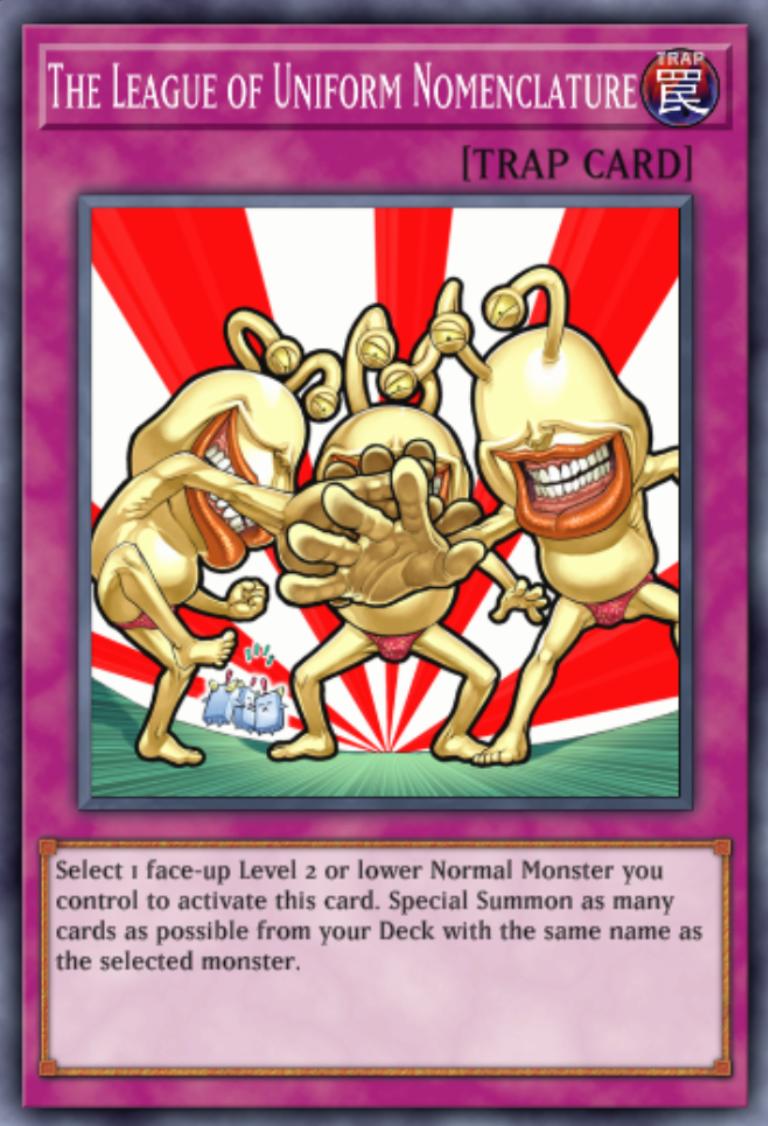 The League of Uniform Nomenclature
TRAP
罠
[TRAP CARD]
Select 1 face-up Level 2 or lower Normal Monster you
control to activate this card. Special Summon as many
cards as possible from your Deck with the same name as
the selected monster.